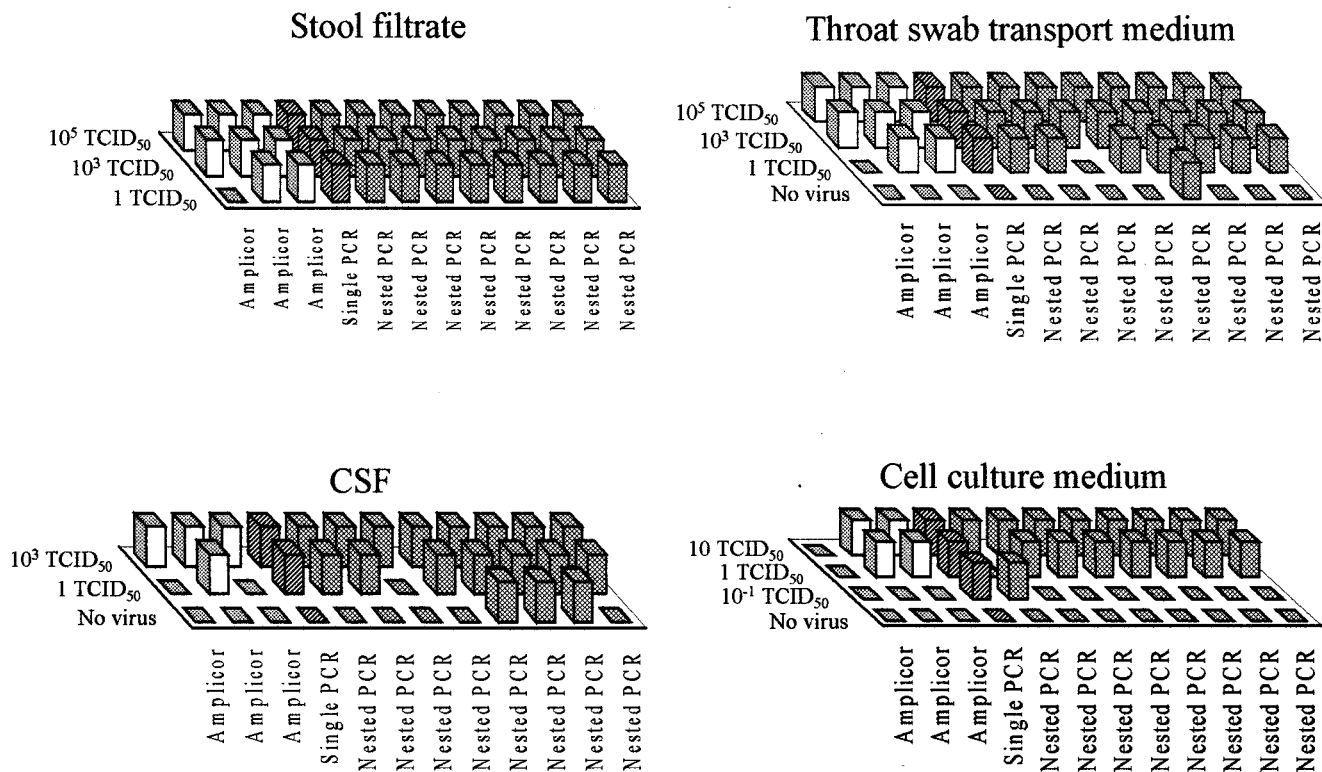 Stool filtrate
10⁵ TCID₅₀
10³ TCID₅₀
1 TCID₅₀
Amplicor
Amplicor
Amplicor
Single PCR
Nested PCR
Nested PCR
Nested PCR
Nested PCR
Nested PCR
Nested PCR
Nested PCR
Nested PCR
Throat swab transport medium
10⁵ TCID₅₀
10³ TCID₅₀
1 TCID₅₀
No virus
Amplicor
Amplicor
Amplicor
Single PCR
Nested PCR
Nested PCR
Nested PCR
Nested PCR
Nested PCR
Nested PCR
Nested PCR
Nested PCR
CSF
10³ TCID₅₀
1 TCID₅₀
No virus
Amplicor
Amplicor
Amplicor
Single PCR
Nested PCR
Nested PCR
Nested PCR
Nested PCR
Nested PCR
Nested PCR
Nested PCR
Nested PCR
Cell culture medium
10 TCID₅₀
1 TCID₅₀
10⁻¹ TCID₅₀
No virus
Amplicor
Amplicor
Amplicor
Single PCR
Nested PCR
Nested PCR
Nested PCR
Nested PCR
Nested PCR
Nested PCR
Nested PCR
Nested PCR